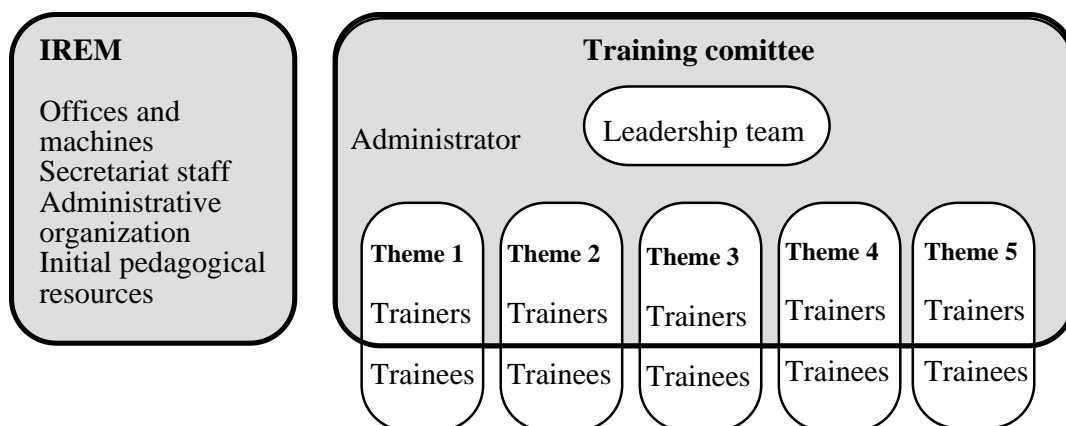 IREM
Offices and
machines
Secretariat staff
Administrative
organization
Initial pedagogical
resources
Training comittee
Leadership team
Administrator
Theme 1
Trainers
Trainees
Theme 2
Trainers
Trainees
Theme 3
Trainers
Trainees
Theme 4
Trainers
Trainees
Theme 5
Trainers
Trainees